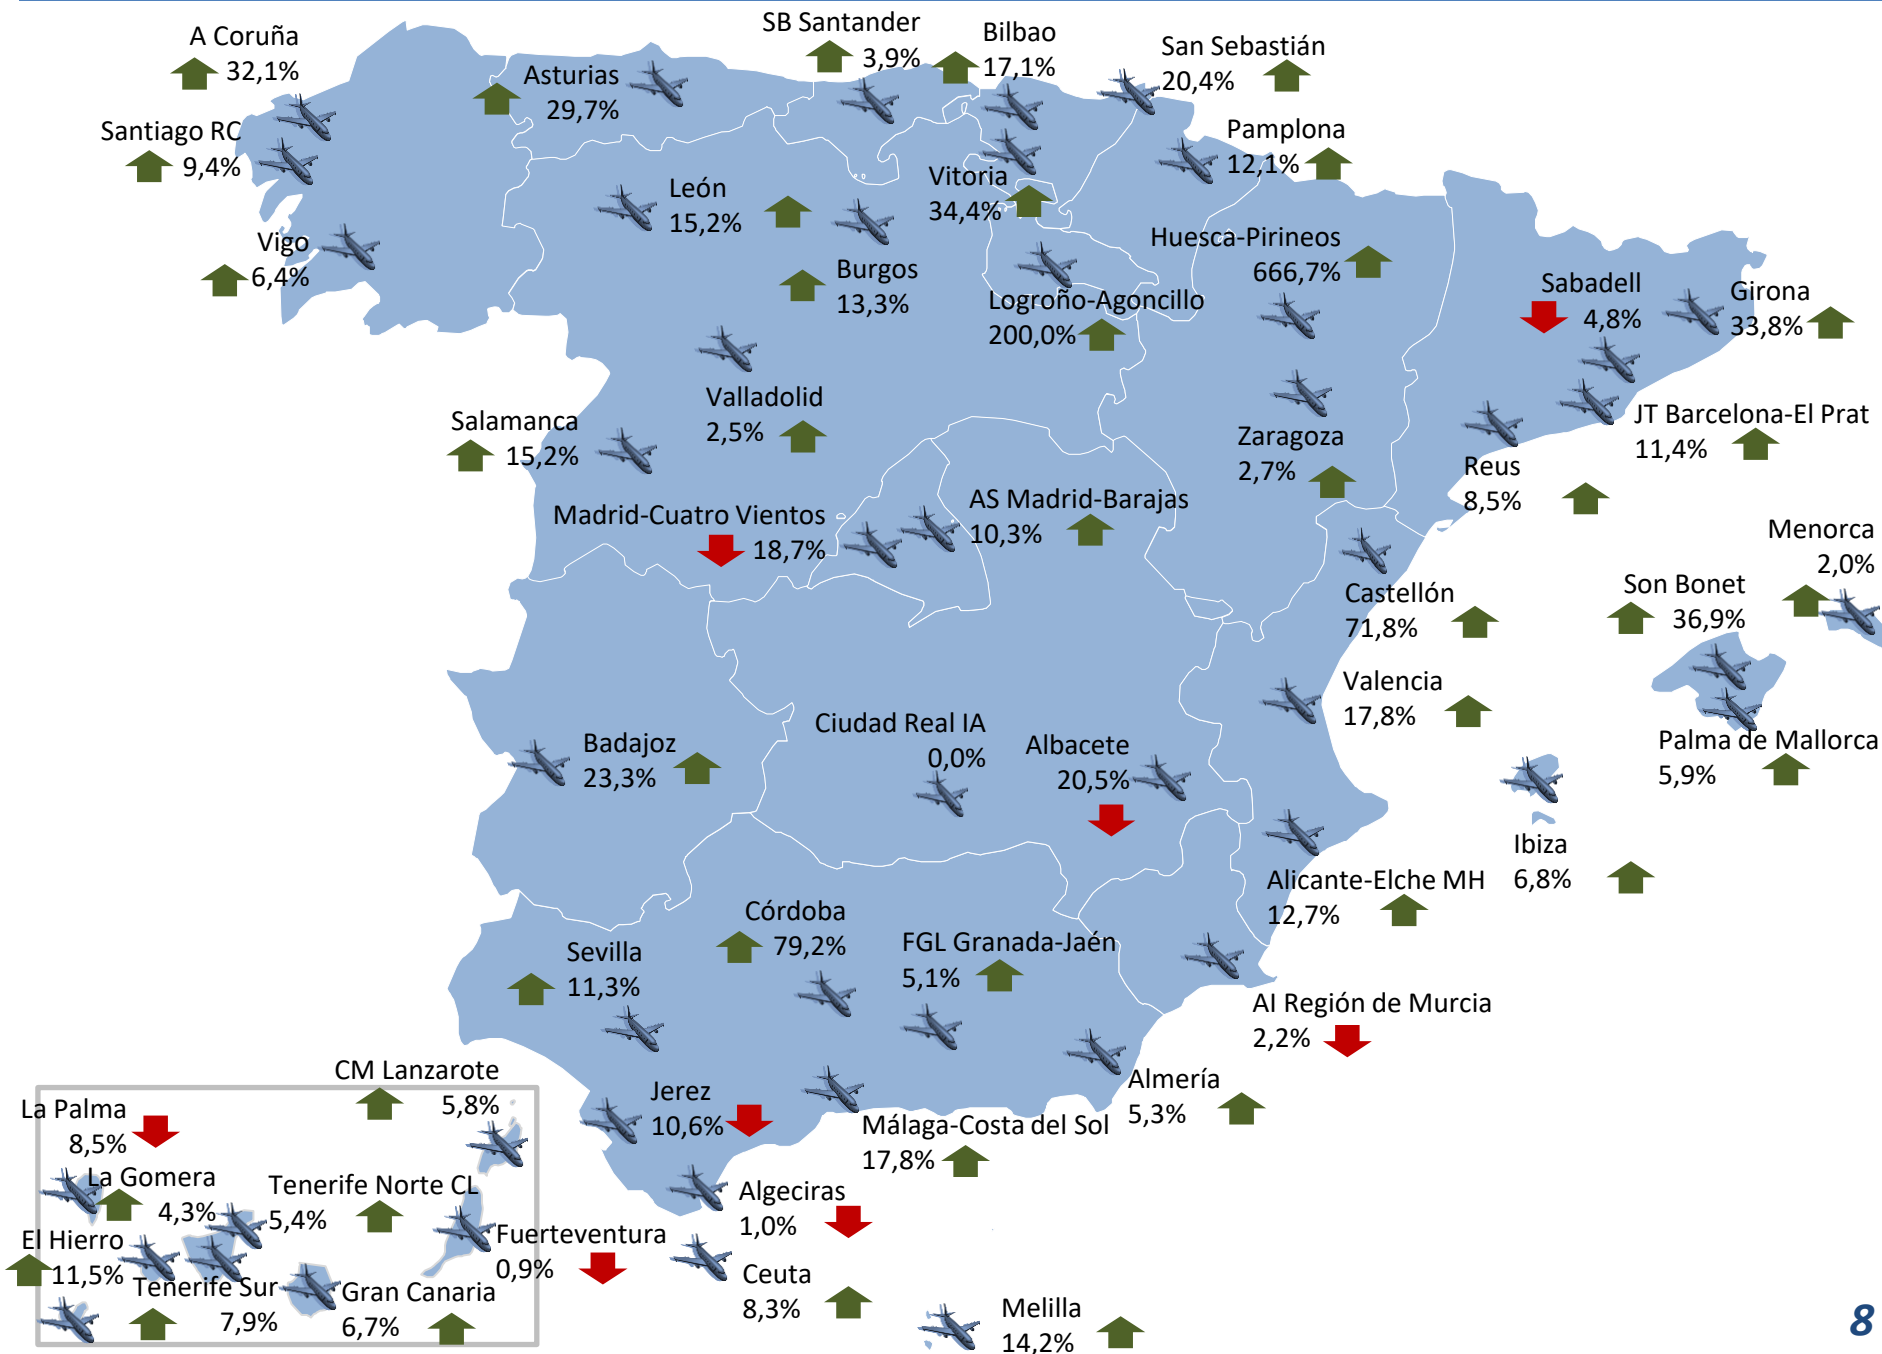 A Coruña
32,1%
SB Santander
3,9%
Bilbao
17,1%
San Sebastián
20,4%
Asturias
29,7%
Santiago RC
9,4%
Pamplona
12,1%
León
15,2%
Vitoria
34,4%
Vigo
6,4%
Huesca-Pirineos
666,7%
Burgos
13,3%
Logroño-Agoncillo
200,0%
Sabadell
4,8%
Girona
33,8%
Valladolid
2,5%
Salamanca
15,2%
JT Barcelona-El Prat
11,4%
Zaragoza
2,7%
Reus
8,5%
Madrid-Cuatro Vientos
18,7%
AS Madrid-Barajas
10,3%
Menorca
2,0%
Son Bonet
36,9%
Castellón
71,8%
Valencia
17,8%
Ciudad Real IA
0,0%
Badajoz
23,3%
Albacete
20,5%
Palma de Mallorca
5,9%
Ibiza
6,8%
Alicante-Elche MH
12,7%
Córdoba
79,2%
FGL Granada-Jaén
5,1%
Sevilla
11,3%
AI Región de Murcia
2,2%
CM Lanzarote
5,8%
Jerez
10,6%
Almería
5,3%
La Palma
8,5%
Málaga-Costa del Sol
17,8%
La Gomera
4,3%
Tenerife Norte CL
5,4%
Algeciras
1,0%
El Hierro
11,5%
Fuerteventura
0,9%
Ceuta
8,3%
Tenerife Sur
7,9%
Gran Canaria
6,7%
Melilla
14,2%
8